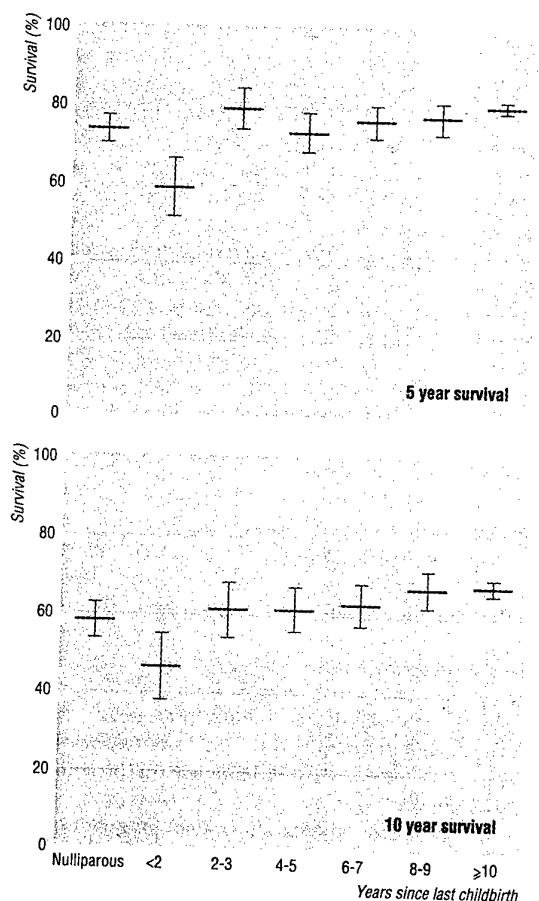 Survival (%)
100
80
60
40
20
0
5 year survival
Survival (%)
100
80
60
40
20
0
10 year survival
Nulliparous <2 2-3 4-5 6-7 8-9 ⩾10
Years since last childbirth